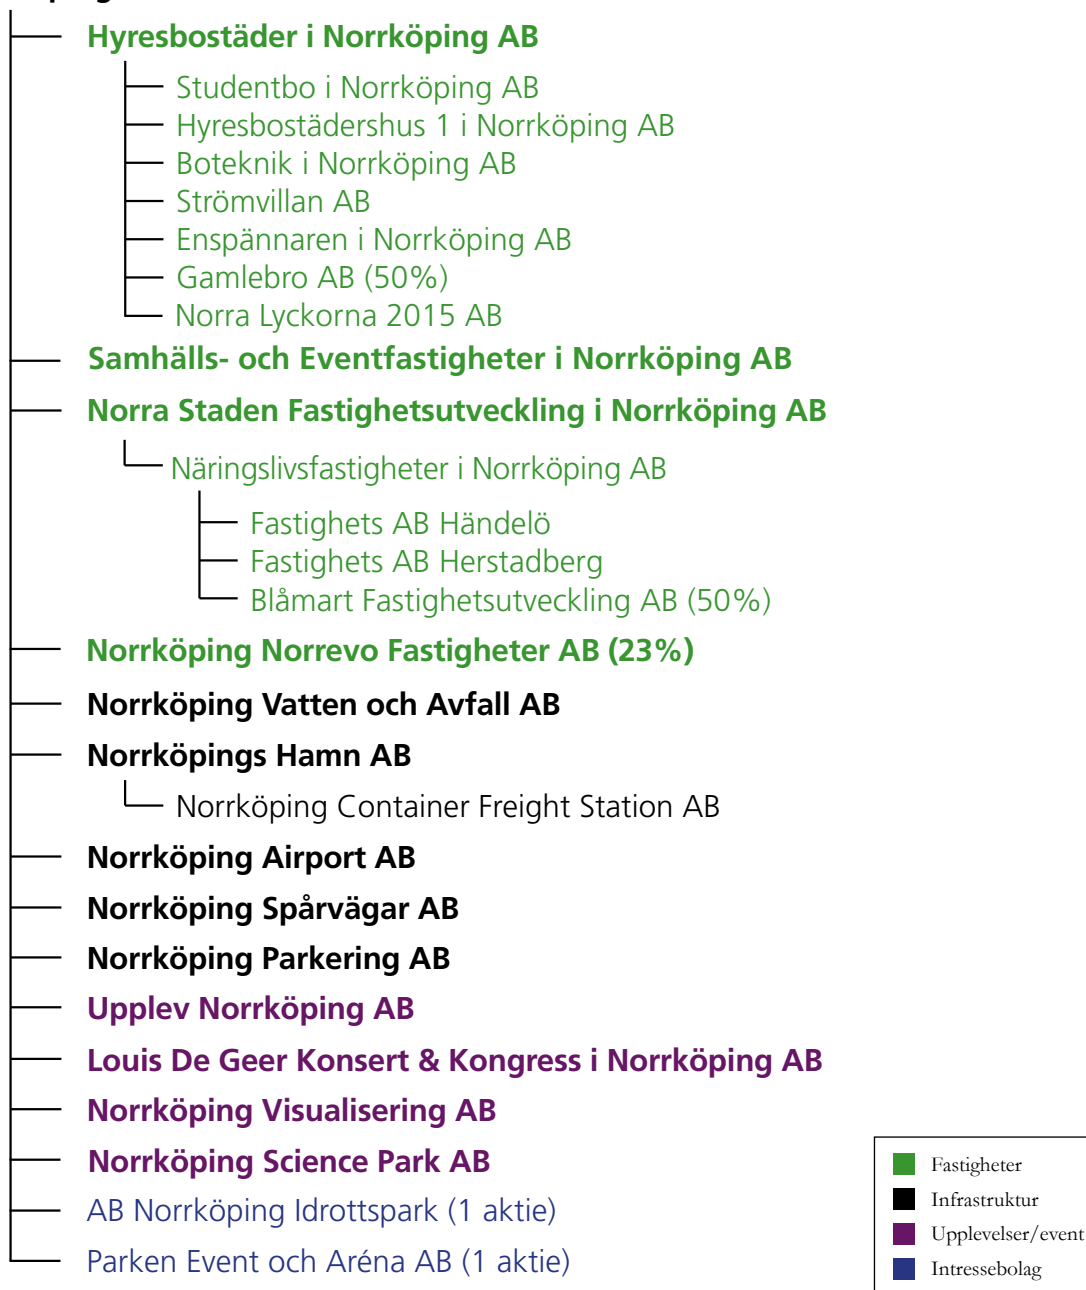 Hyresbostäder i Norrköping AB
Studentbo i Norrköping AB
Hyresbostädershus 1 i Norrköping AB
Boteknik i Norrköping AB
Strömvillan AB
Enspännaren i Norrköping AB
Gamlebro AB (50%)
Norra Lyckorna 2015 AB
Samhälls- och Eventfastigheter i Norrköping AB
Norra Staden Fastighetsutveckling i Norrköping AB
Näringslivsfastigheter i Norrköping AB
Fastighets AB Händelö
Fastighets AB Herstadberg
Blåmart Fastighetsutveckling AB (50%)
Norrköping Norrevo Fastigheter AB (23%)
Norrköping Vatten och Avfall AB
Norrköpings Hamn AB
Norrköping Container Freight Station AB
Norrköping Airport AB
Norrköping Spårvägar AB
Norrköping Parkering AB
Upplev Norrköping AB
Louis De Geer Konsert & Kongress i Norrköping AB
Norrköping Visualisering AB
Norrköping Science Park AB
AB Norrköping Idrottspark (1 aktie)
Parken Event och Aréna AB (1 aktie)
Fastigheter
Infrastruktur
Upplevelser/event
Intressebolag